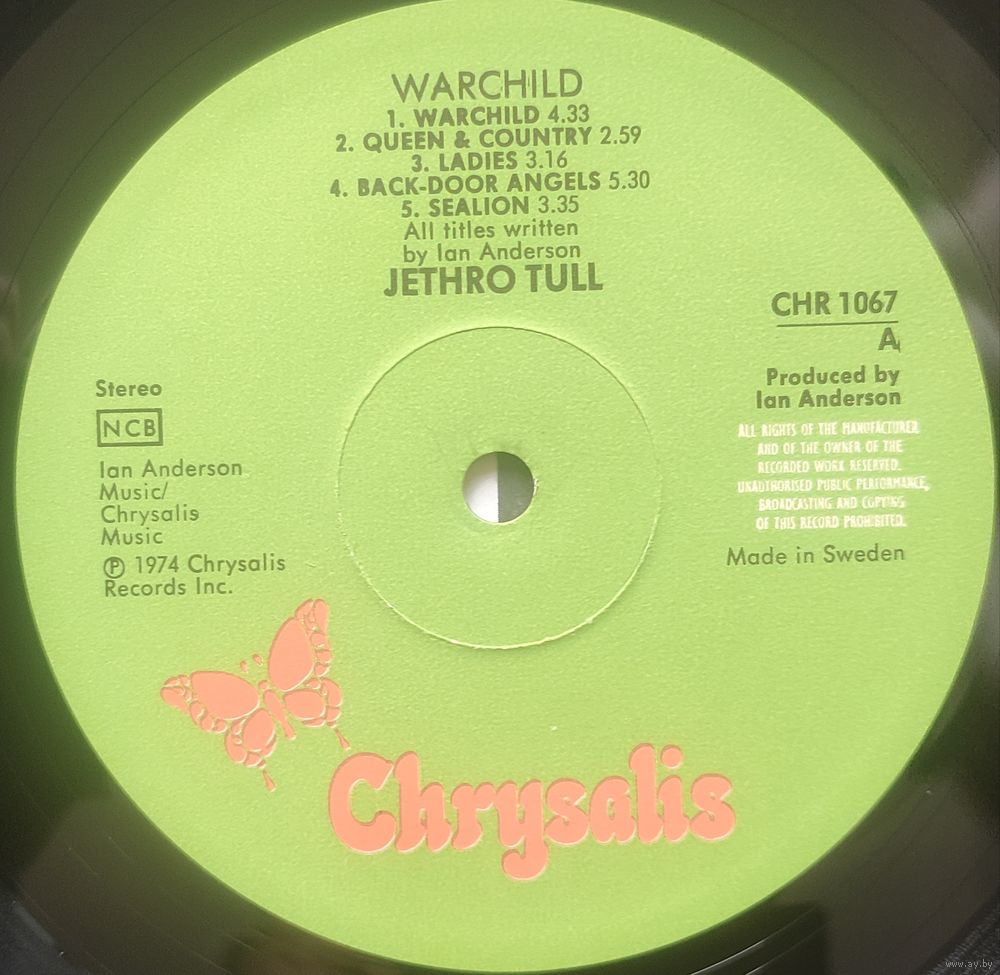 WARCHILD
1. WARCHILD 4.33
2. QUEEN & COUNTRY 2.59
3. LADIES 3.16
4. BACK-DOOR ANGELS 5.30
5. SEALION 3.35
All titles written
by Ian Anderson
JETHRO TULL
CHR 1067
A
Produced by
Ian Anderson
ALL RIGHTS OF THE MANUFACTURER
AND OF THE OWNER OF THE
RECORDED WORK RESERVED.
UNAUTHORISED PUBLIC PERFORMANCE,
BROADCASTING AND COPYING
OF THIS RECORD PROHIBITED.
Made in Sweden
Stereo
NCB
Ian Anderson
Music/
Chrysalis
Music
℗ 1974 Chrysalis
Records Inc.
Chrysalis
www.ay.by